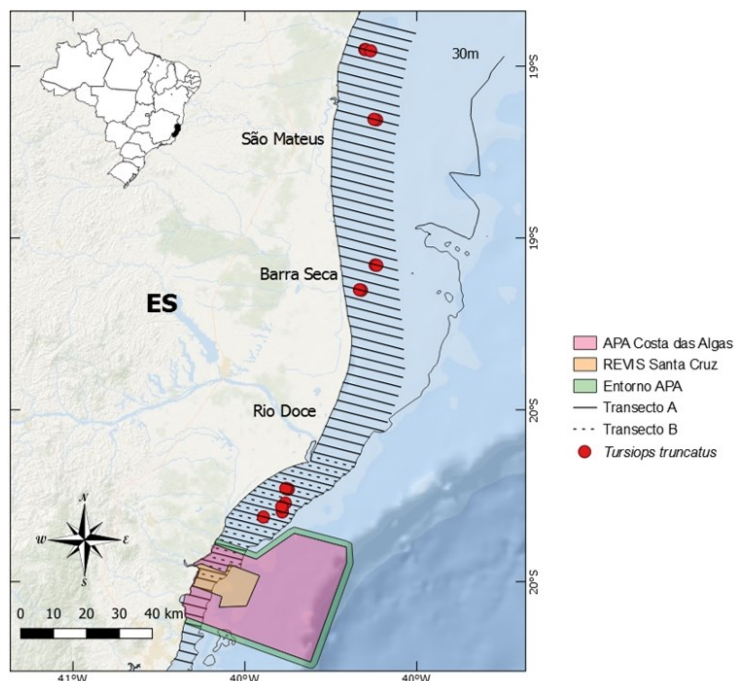 30m
19°S
São Mateus
19°S
Barra Seca
ES
Rio Doce
20°S
N
W
E
S
20°S
0 10 20 30 40 km
41°W
40°W
40°W
APA Costa das Algas
REVIS Santa Cruz
Entorno APA
Transecto A
Transecto B
Tursiops truncatus